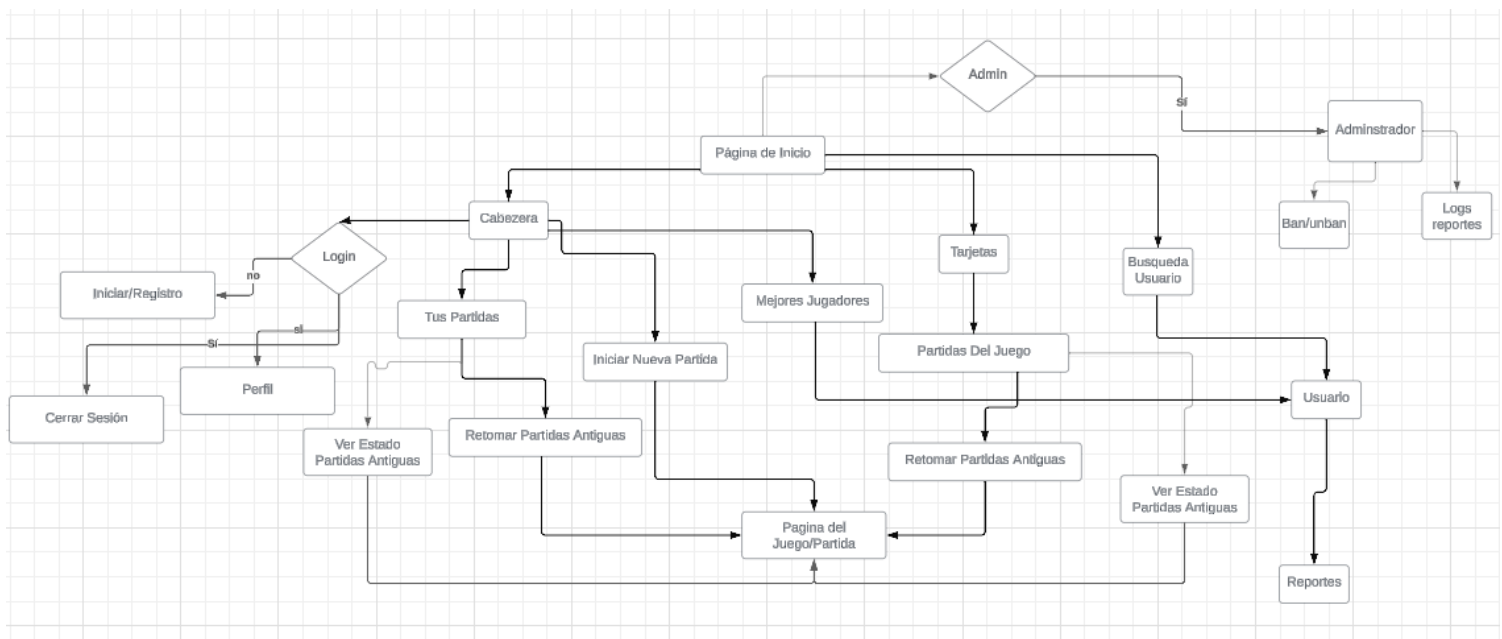 Admin
Sí
Adminstrador
Página de Inicio
Cabezera
Ban/unban
Logs
reportes
Login
Tarjetas
Busqueda
Usuario
no
Iniciar/Registro
Mejores Jugadores
Tus Partidas
si
Sí
Iniciar Nueva Partida
Partidas Del Juego
Perfil
Usuario
Cerrar Sesión
Ver Estado
Partidas Antiguas
Retomar Partidas Antiguas
Retomar Partidas Antiguas
Ver Estado
Partidas Antiguas
Pagina del
Juego/Partida
Reportes